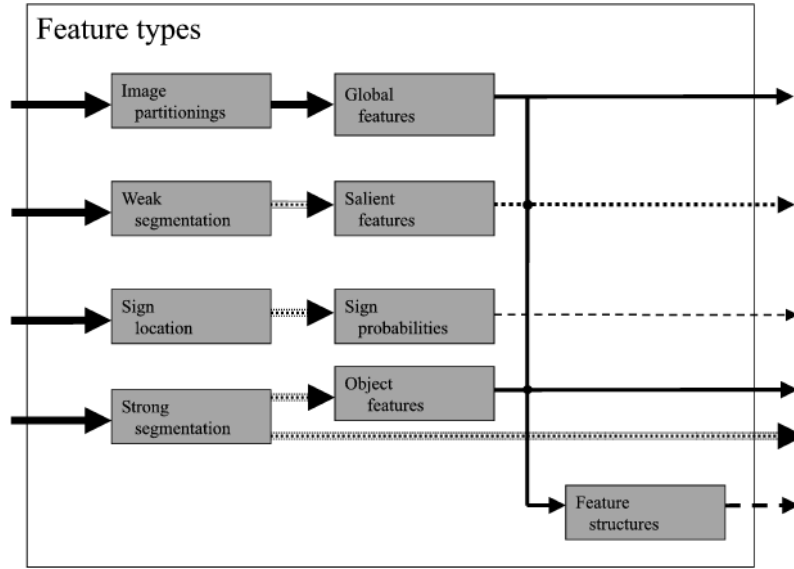 Feature types
Image
partitionings
Global
features
Weak
segmentation
Salient
features
Sign
location
Sign
probabilities
Strong
segmentation
Object
features
Feature
structures